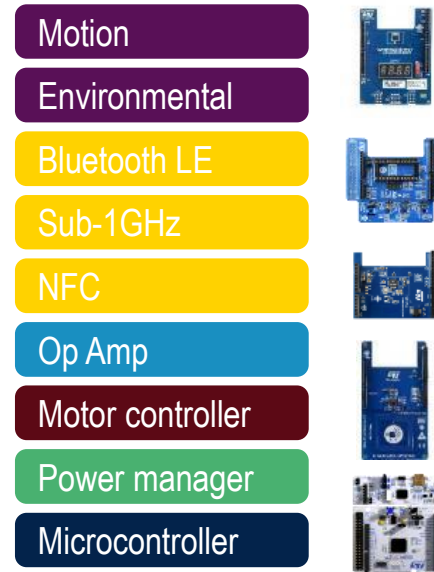 Motion
Environmental
Bluetooth LE
Sub-1GHz
NFC
Op Amp
Motor controller
Power manager
Microcontroller